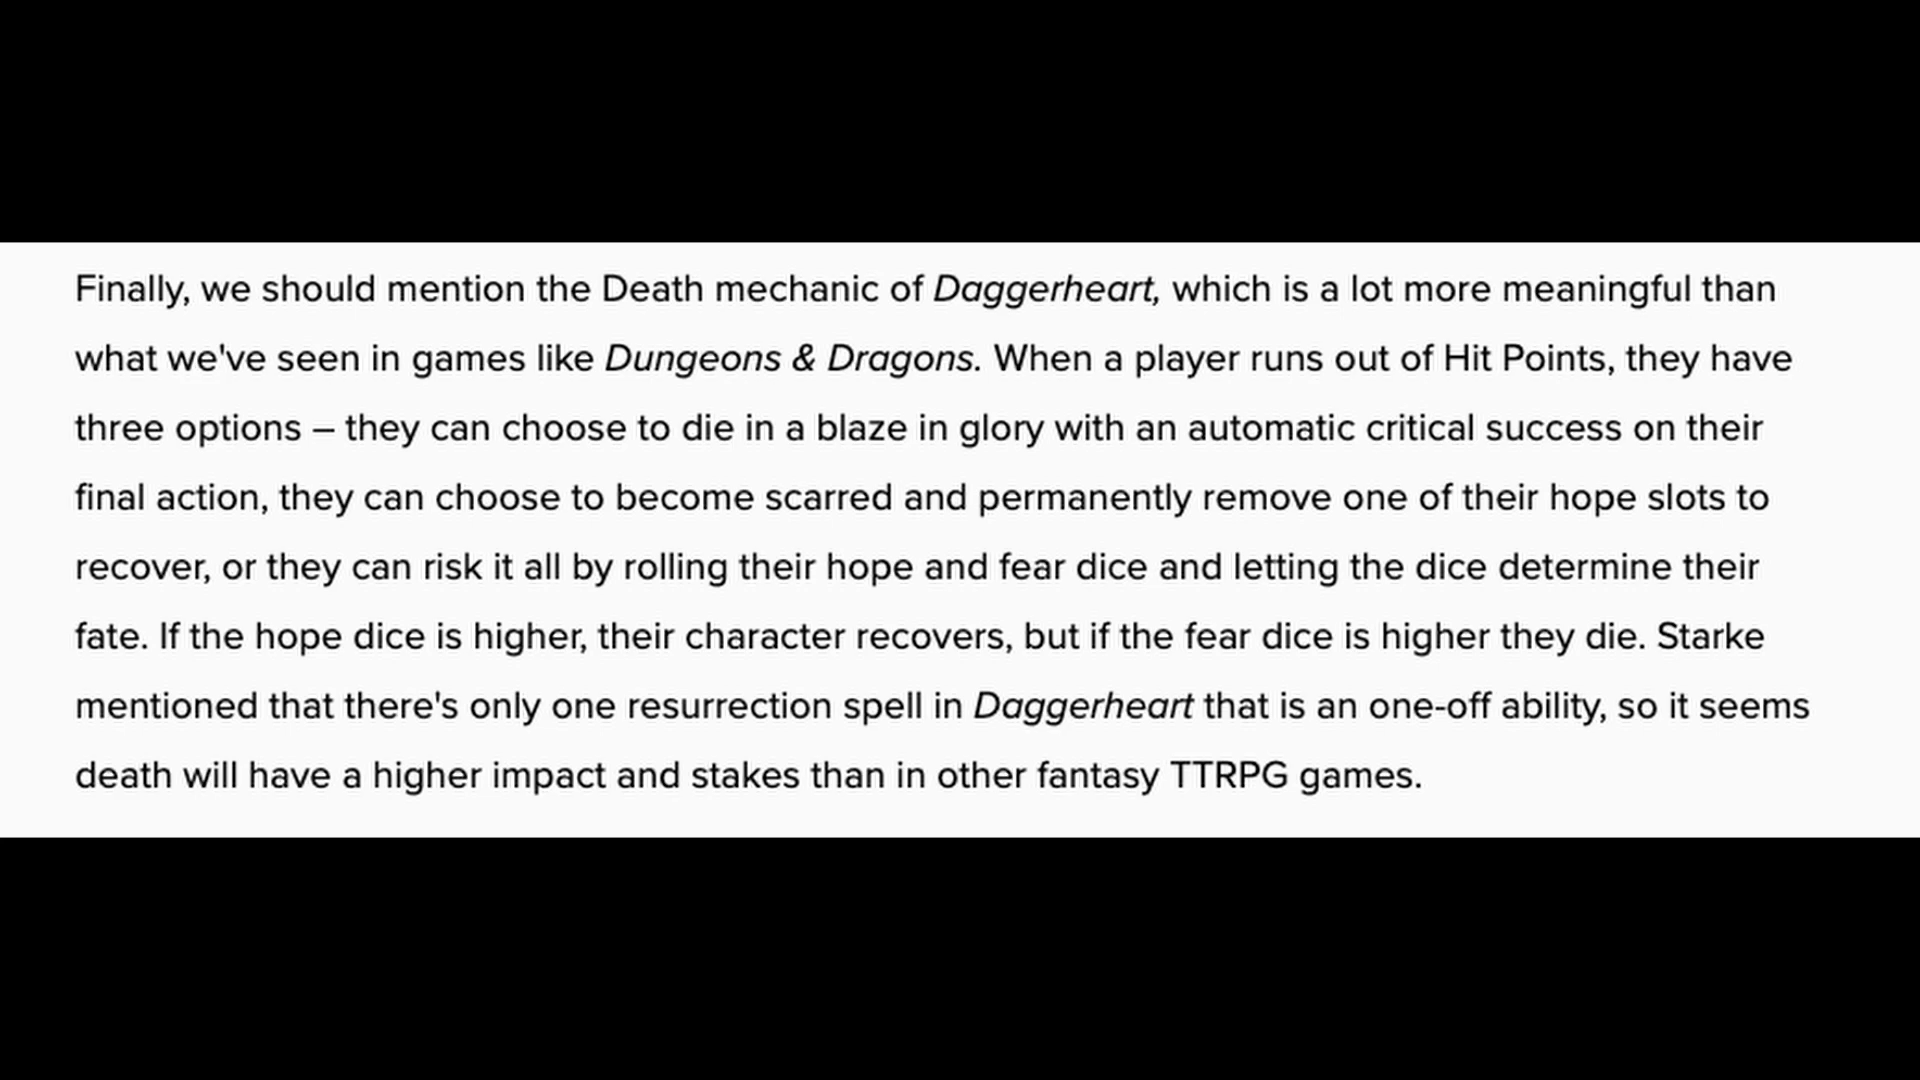 Finally, we should mention the Death mechanic of Daggerheart, which is a lot more meaningful than
what we've seen in games like Dungeons & Dragons. When a player runs out of Hit Points, they have
three options – they can choose to die in a blaze in glory with an automatic critical success on their
final action, they can choose to become scarred and permanently remove one of their hope slots to
recover, or they can risk it all by rolling their hope and fear dice and letting the dice determine their
fate. If the hope dice is higher, their character recovers, but if the fear dice is higher they die. Starke
mentioned that there's only one resurrection spell in Daggerheart that is an one-off ability, so it seems
death will have a higher impact and stakes than in other fantasy TTRPG games.